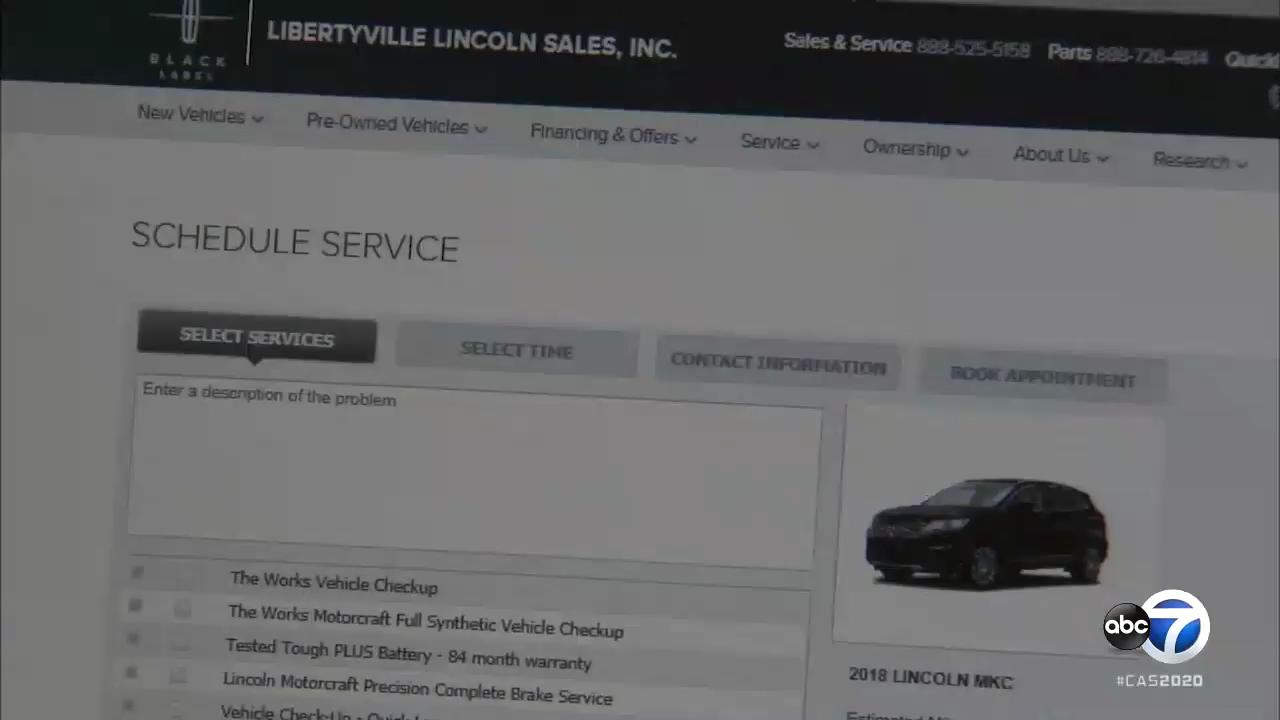 BLACK
LABEL
LIBERTYVILLE LINCOLN SALES, INC.
Sales & Service 888-525-5158 Parts 888-726-4814
New Vehicles
Pre-Owned Vehicles
Financing & Offers
Service
Ownership
About Us
Research
SCHEDULE SERVICE
SELECT SERVICES
SELECT TIME
CONTACT INFORMATION
BOOK APPOINTMENT
Enter a description of the problem
The Works Vehicle Checkup
The Works Motorcraft Full Synthetic Vehicle Checkup
Tested Tough PLUS Battery - 84 month warranty
Lincoln Motorcraft Precision Complete Brake Service
Vehicle Check-Up
2018 LINCOLN MKC
Estimated
abc 7
#CAS2020